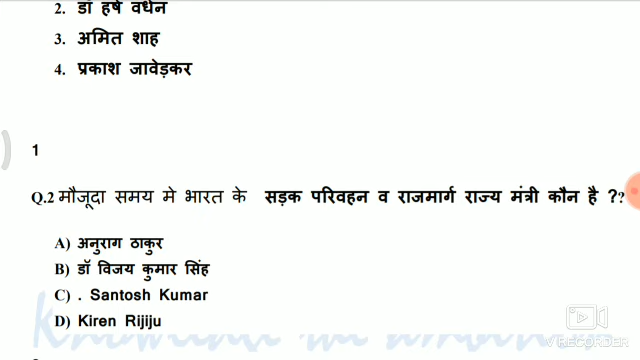 2. डॉ हर्ष वर्धन
3. अमित शाह
4. प्रकाश जावेड़कर
1
Q.2 मौजूदा समय मे भारत के सड़क परिवहन व राजमार्ग राज्य मंत्री कौन है ??
A) अनुराग ठाकुर
B) डॉ विजय कुमार सिंह
C) . Santosh Kumar
D) Kiren Rijiju
V RECORDER